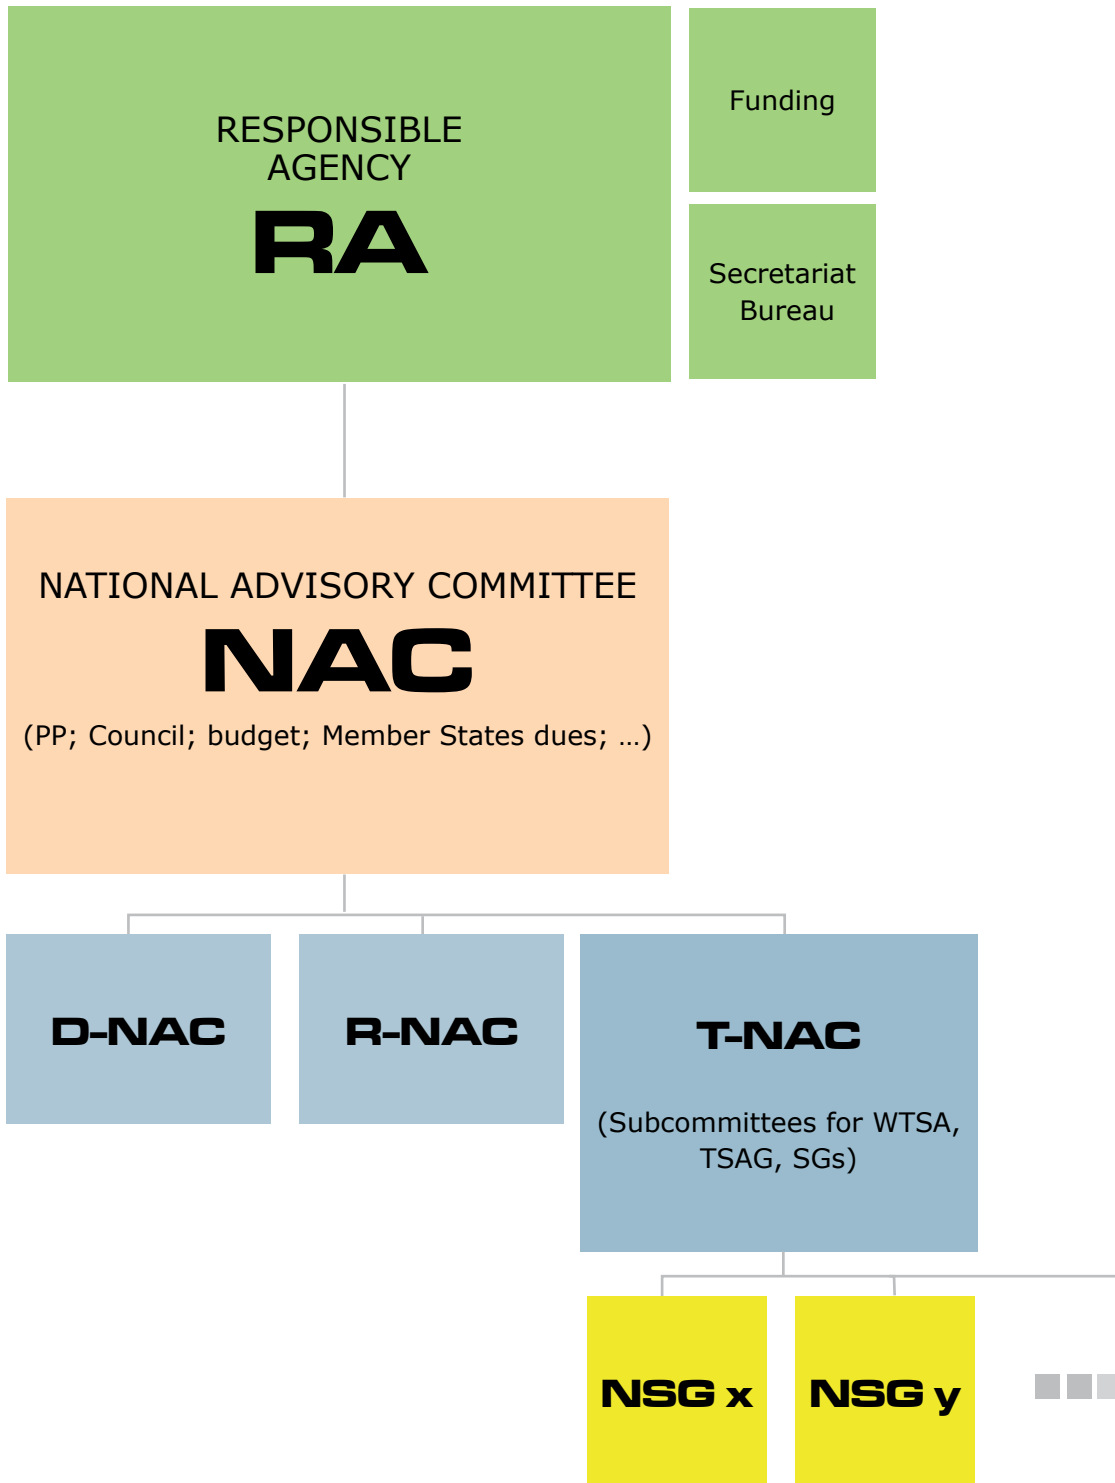 RESPONSIBLE
AGENCY
RA
Funding
Secretariat
Bureau
NATIONAL ADVISORY COMMITTEE
NAC
(PP; Council; budget; Member States dues; …)
D-NAC
R-NAC
T-NAC
(Subcommittees for WTSA,
TSAG, SGs)
NSG x
NSG y